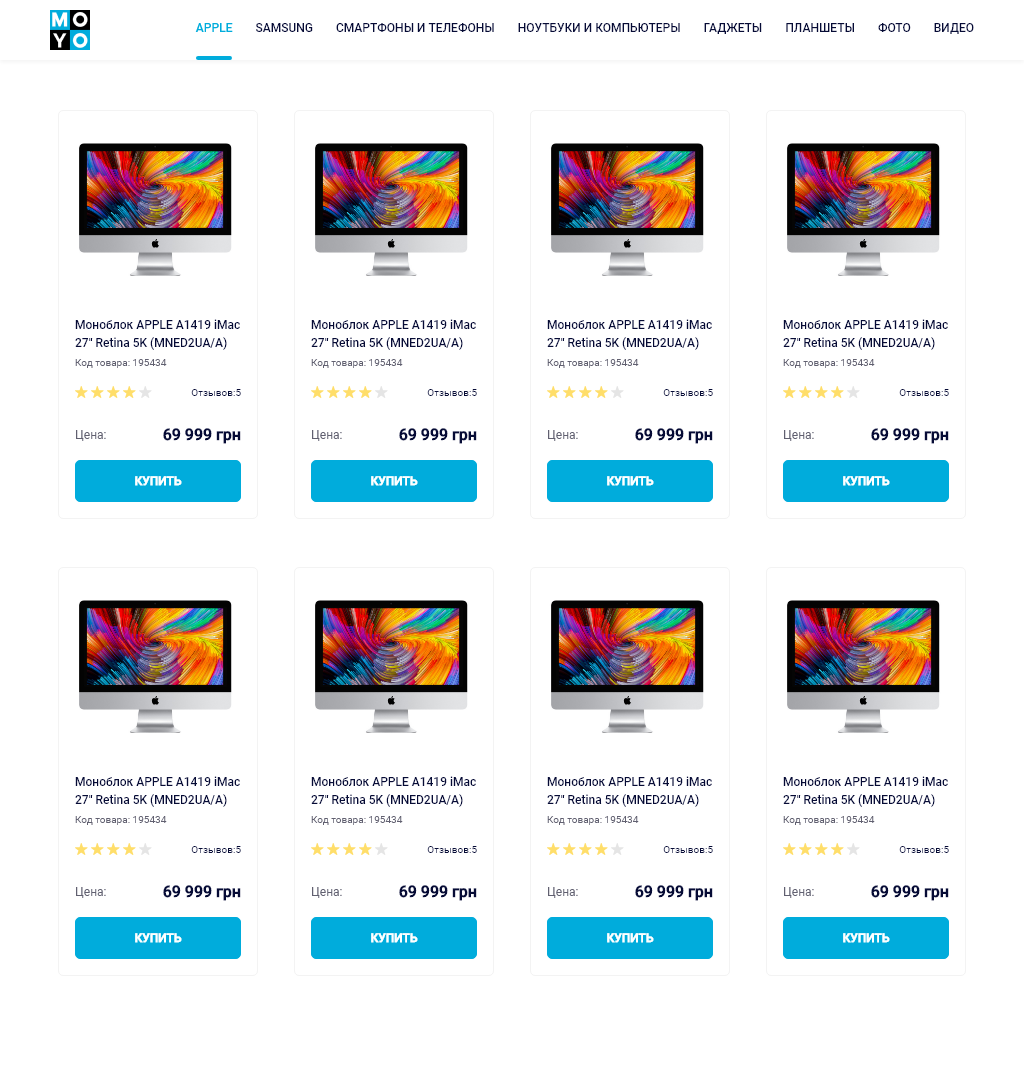 MO
YO
APPLE SAMSUNG СМАРТФОНЫ И ТЕЛЕФОНЫ НОУТБУКИ И КОМПЬЮТЕРЫ ГАДЖЕТЫ ПЛАНШЕТЫ ФОТО ВИДЕО
Моноблок APPLE A1419 iMac
27" Retina 5K (MNED2UA/A)
Код товара: 195434
Отзывов:5
Цена: 69 999 грн
КУПИТЬ
Моноблок APPLE A1419 iMac
27" Retina 5K (MNED2UA/A)
Код товара: 195434
Отзывов:5
Цена: 69 999 грн
КУПИТЬ
Моноблок APPLE A1419 iMac
27" Retina 5K (MNED2UA/A)
Код товара: 195434
Отзывов:5
Цена: 69 999 грн
КУПИТЬ
Моноблок APPLE A1419 iMac
27" Retina 5K (MNED2UA/A)
Код товара: 195434
Отзывов:5
Цена: 69 999 грн
КУПИТЬ
Моноблок APPLE A1419 iMac
27" Retina 5K (MNED2UA/A)
Код товара: 195434
Отзывов:5
Цена: 69 999 грн
КУПИТЬ
Моноблок APPLE A1419 iMac
27" Retina 5K (MNED2UA/A)
Код товара: 195434
Отзывов:5
Цена: 69 999 грн
КУПИТЬ
Моноблок APPLE A1419 iMac
27" Retina 5K (MNED2UA/A)
Код товара: 195434
Отзывов:5
Цена: 69 999 грн
КУПИТЬ
Моноблок APPLE A1419 iMac
27" Retina 5K (MNED2UA/A)
Код товара: 195434
Отзывов:5
Цена: 69 999 грн
КУПИТЬ